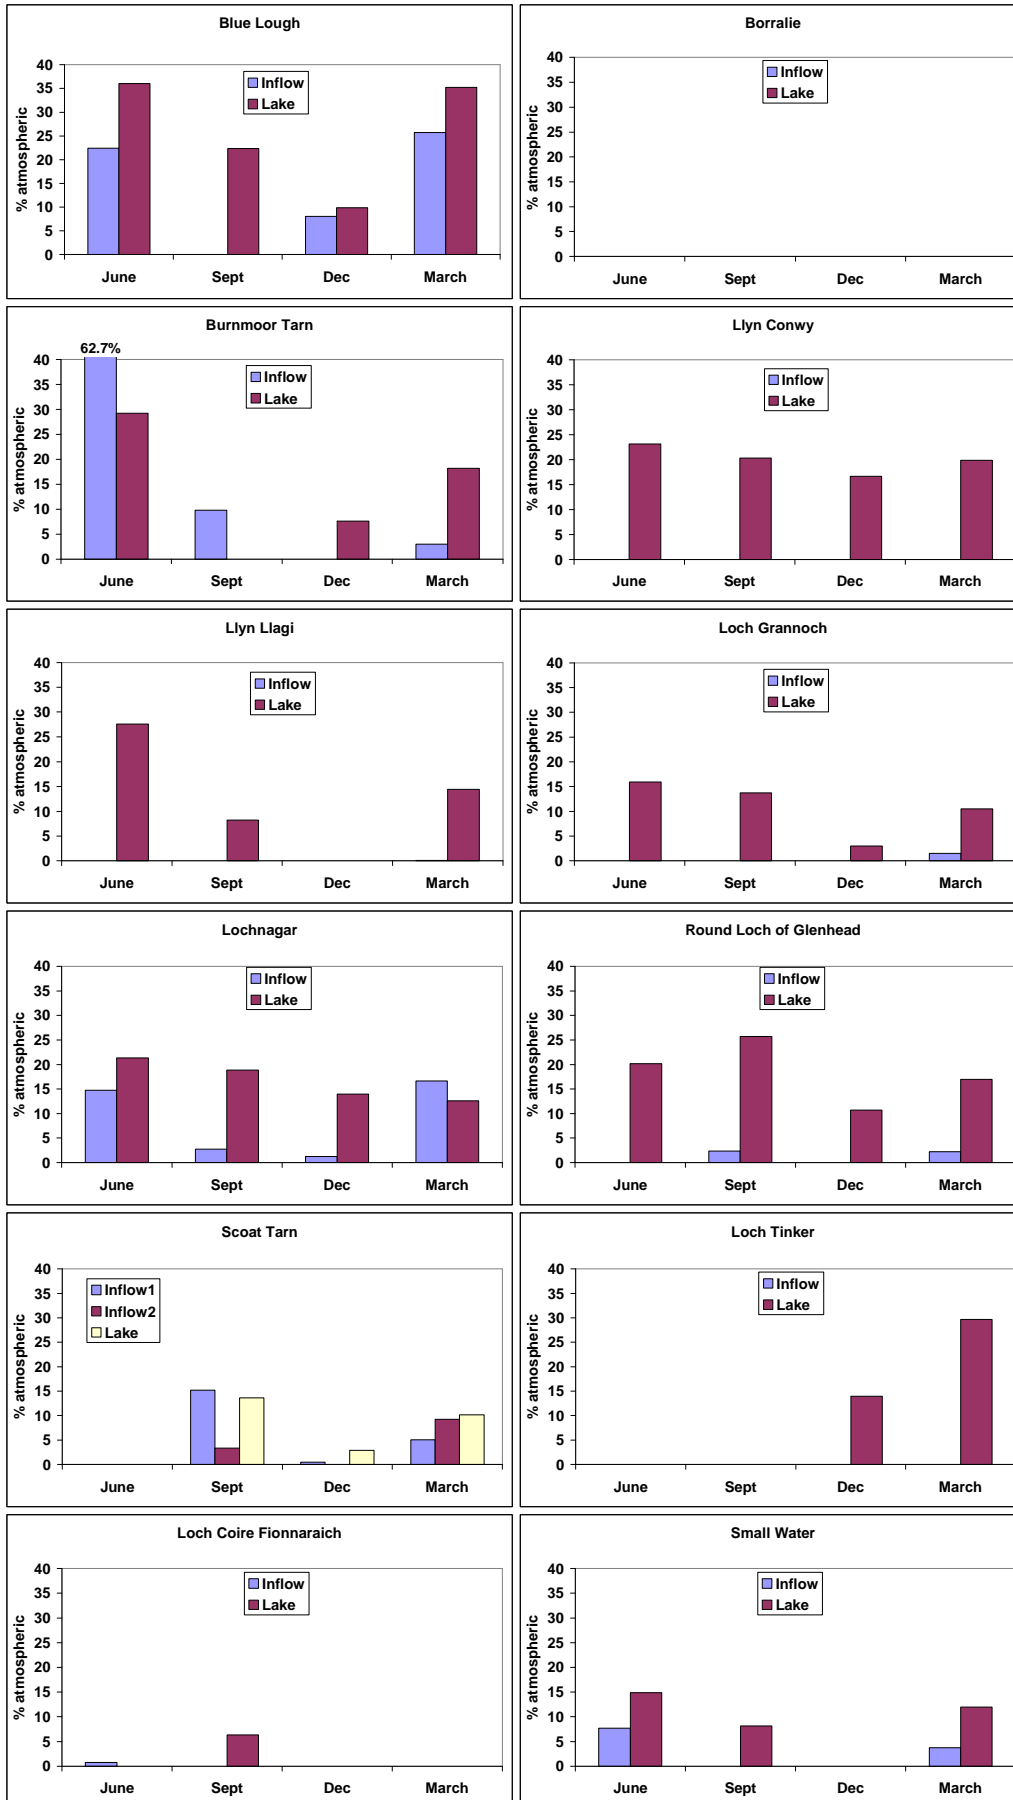 Blue Lough
40
35
30
25
20
15
10
5
0
% atmospheric
Inflow
Lake
June Sept Dec March
Borralie
40
35
30
25
20
15
10
5
0
% atmospheric
Inflow
Lake
June Sept Dec March
Burnmoor Tarn
62.7%
40
35
30
25
20
15
10
5
0
% atmospheric
Inflow
Lake
June Sept Dec March
Llyn Conwy
40
35
30
25
20
15
10
5
0
% atmospheric
Inflow
Lake
June Sept Dec March
Llyn Llagi
40
35
30
25
20
15
10
5
0
% atmospheric
Inflow
Lake
June Sept Dec March
Loch Grannoch
40
35
30
25
20
15
10
5
0
% atmospheric
Inflow
Lake
June Sept Dec March
Lochnagar
40
35
30
25
20
15
10
5
0
% atmospheric
Inflow
Lake
June Sept Dec March
Round Loch of Glenhead
40
35
30
25
20
15
10
5
0
% atmospheric
Inflow
Lake
June Sept Dec March
Scoat Tarn
40
35
30
25
20
15
10
5
0
% atmospheric
Inflow1
Inflow2
Lake
June Sept Dec March
Loch Tinker
40
35
30
25
20
15
10
5
0
% atmospheric
Inflow
Lake
June Sept Dec March
Loch Coire Fionnaraich
40
35
30
25
20
15
10
5
0
% atmospheric
Inflow
Lake
June Sept Dec March
Small Water
40
35
30
25
20
15
10
5
0
% atmospheric
Inflow
Lake
June Sept Dec March